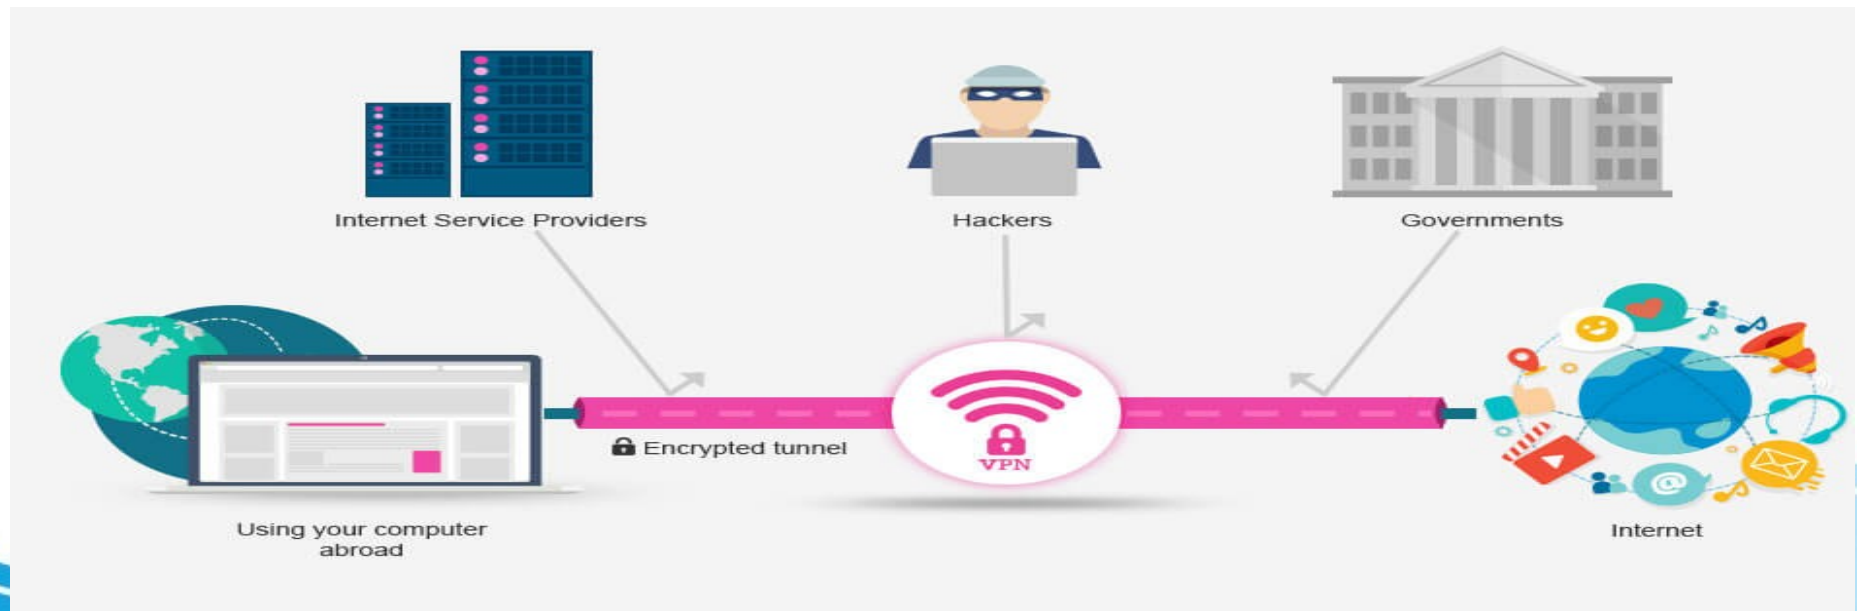 Internet Service Providers
Hackers
Governments
Encrypted tunnel
VPN
Using your computer
abroad
Internet
@